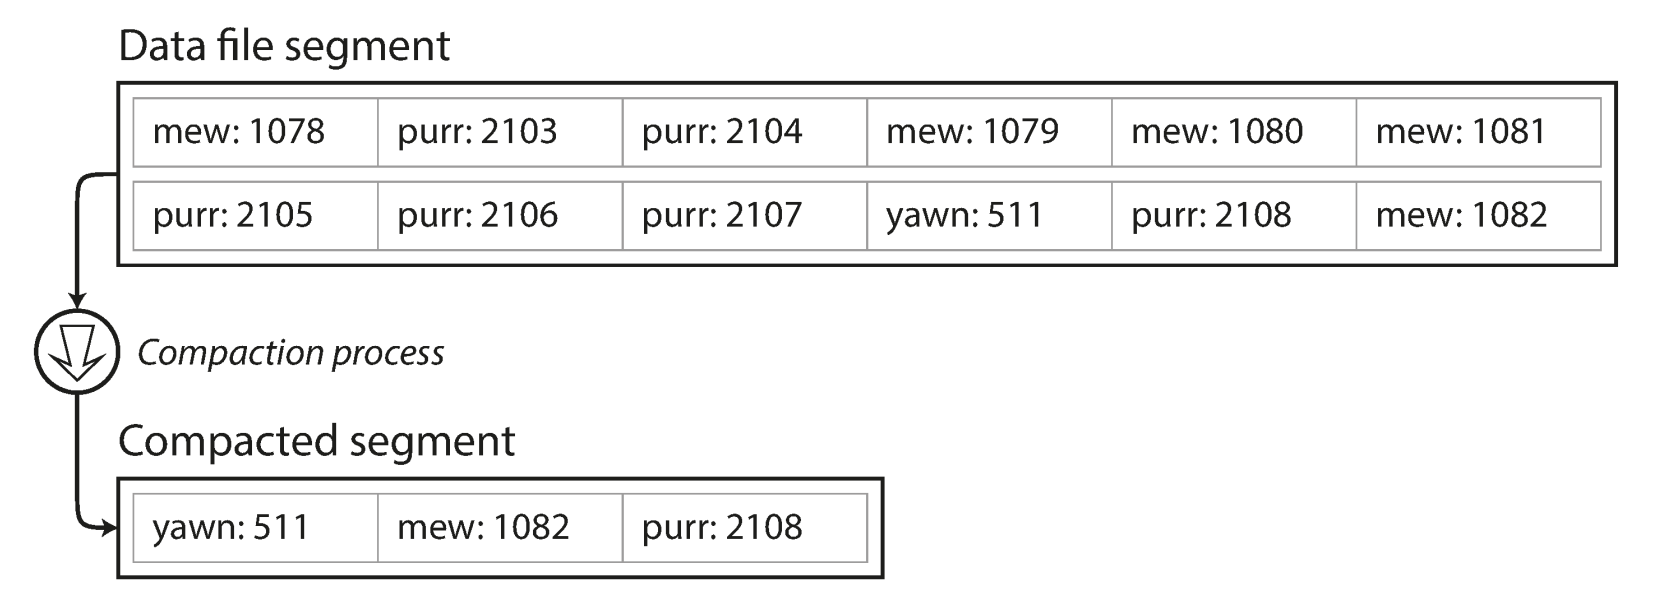 Data file segment
mew: 1078 purr: 2103 purr: 2104 mew: 1079 mew: 1080 mew: 1081
purr: 2105 purr: 2106 purr: 2107 yawn: 511 purr: 2108 mew: 1082
Compaction process
Compacted segment
yawn: 511 mew: 1082 purr: 2108